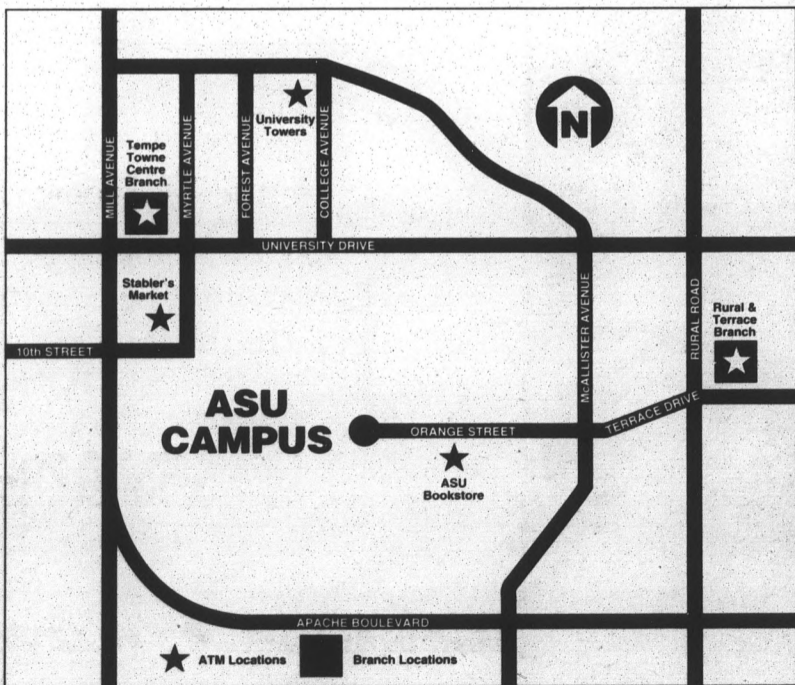 N
University
Towers
Tempe
Towne
Centre
Branch
MILL AVENUE
MYRTLE AVENUE
FOREST AVENUE
COLLEGE AVENUE
UNIVERSITY DRIVE
Stabler's
Market
10th STREET
McALLISTER AVENUE
RURAL ROAD
Rural &
Terrace
Branch
ASU
CAMPUS
ORANGE STREET
TERRACE DRIVE
ASU
Bookstore
APACHE BOULEVARD
ATM Locations
Branch Locations